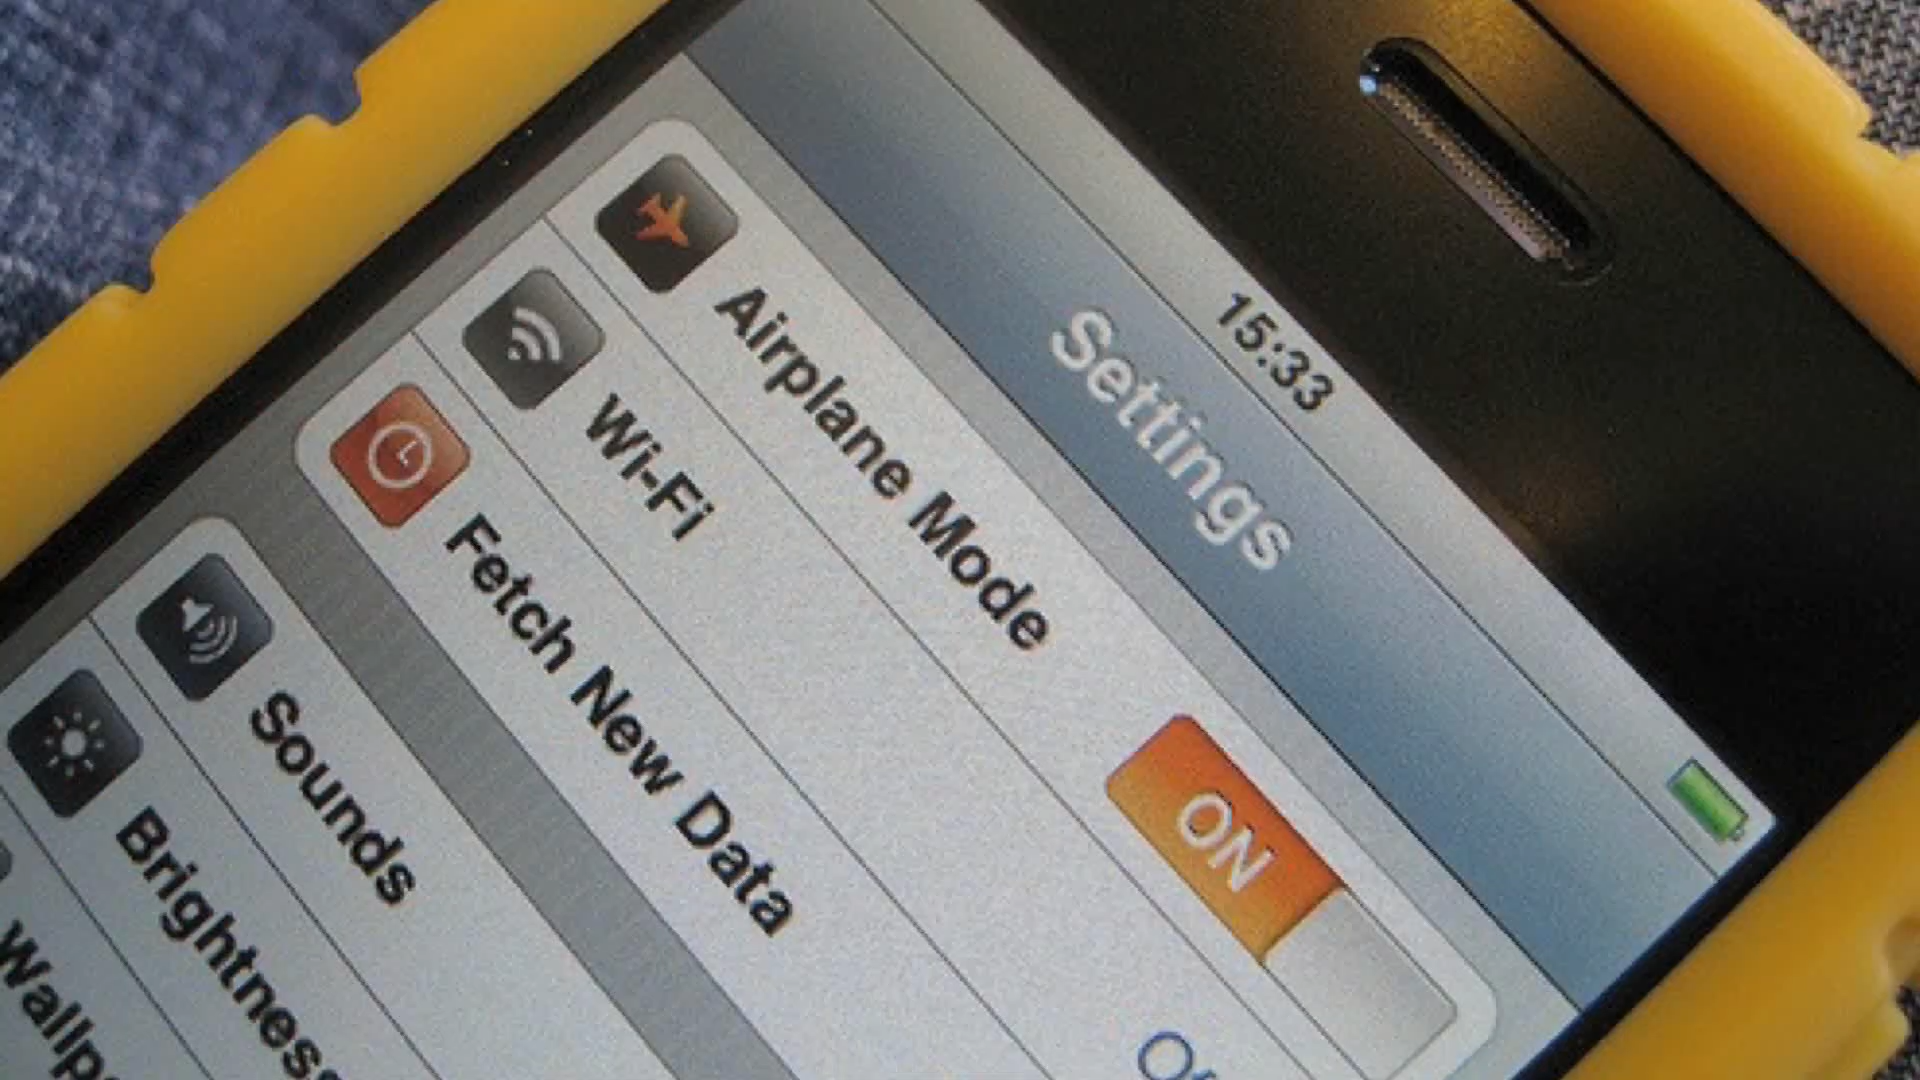 15:33
Settings
Airplane Mode
ON
Wi-Fi
Fetch New Data
Sounds
Brightness